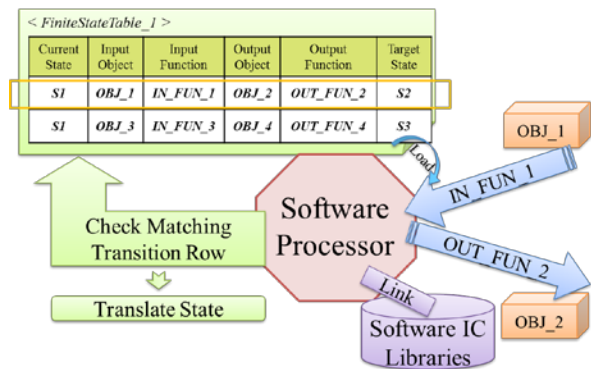 < FiniteStateTable_1 >
Current State Input Object Input Function Output Object Output Function Target State
S1 OBJ_1 IN_FUN_1 OBJ_2 OUT_FUN_2 S2
S1 OBJ_3 IN_FUN_3 OBJ_4 OUT_FUN_4 S3
Load
OBJ_1
IN_FUN_1
Software
Processor
Check Matching
Transition Row
OUT_FUN_2
Translate State
Link
Software IC
Libraries
OBJ_2